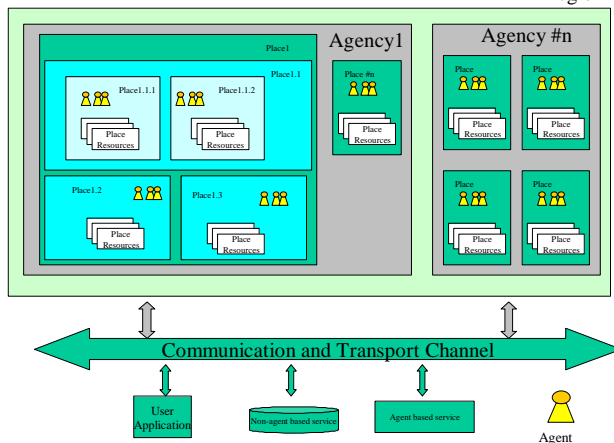 Agency1
Agency #n
Place1
Place1.1
Place1.1.1
Place1.1.2
Place
Resources
Place
Resources
Place #n
Place
Resources
Place1.2
Place
Resources
Place1.3
Place
Resources
Place
Place
Resources
Place
Place
Resources
Place
Place
Resources
Place
Place
Resources
Communication and Transport Channel
User
Application
Non-agent based service
Agent based service
Agent